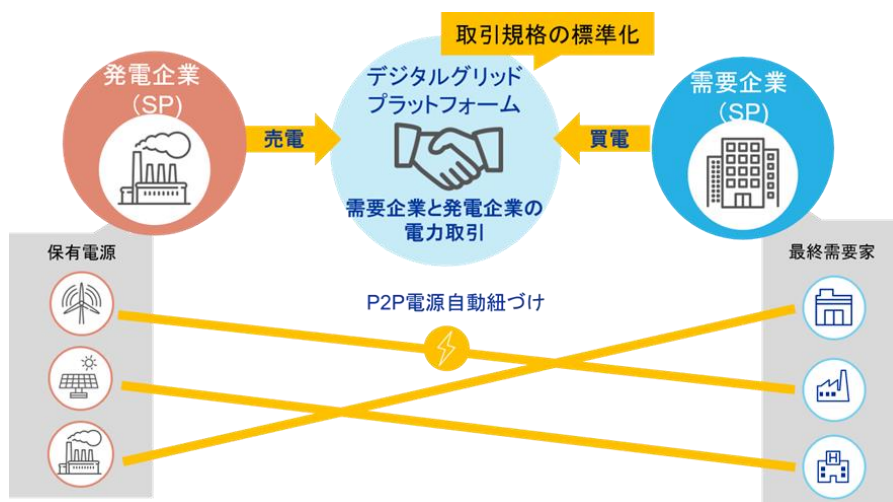 取引規格の標準化
発電企業
（SP）
デジタルグリッド
プラットフォーム
需要企業
（SP）
売電
買電
需要企業と発電企業の
電力取引
保有電源
最終需要家
P2P電源自動紐づけ
H